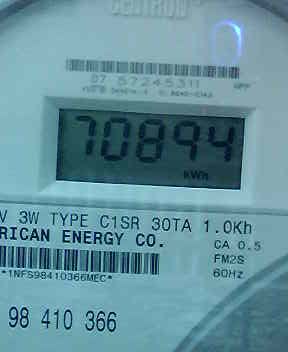 CENTRON
07 57245311
70894
kWh
V 3W TYPE C1SR 30TA 1.0Kh
RICAN ENERGY CO. CA 0.5
FM2S
*1NFS98410366MEC* 60Hz
98 410 366